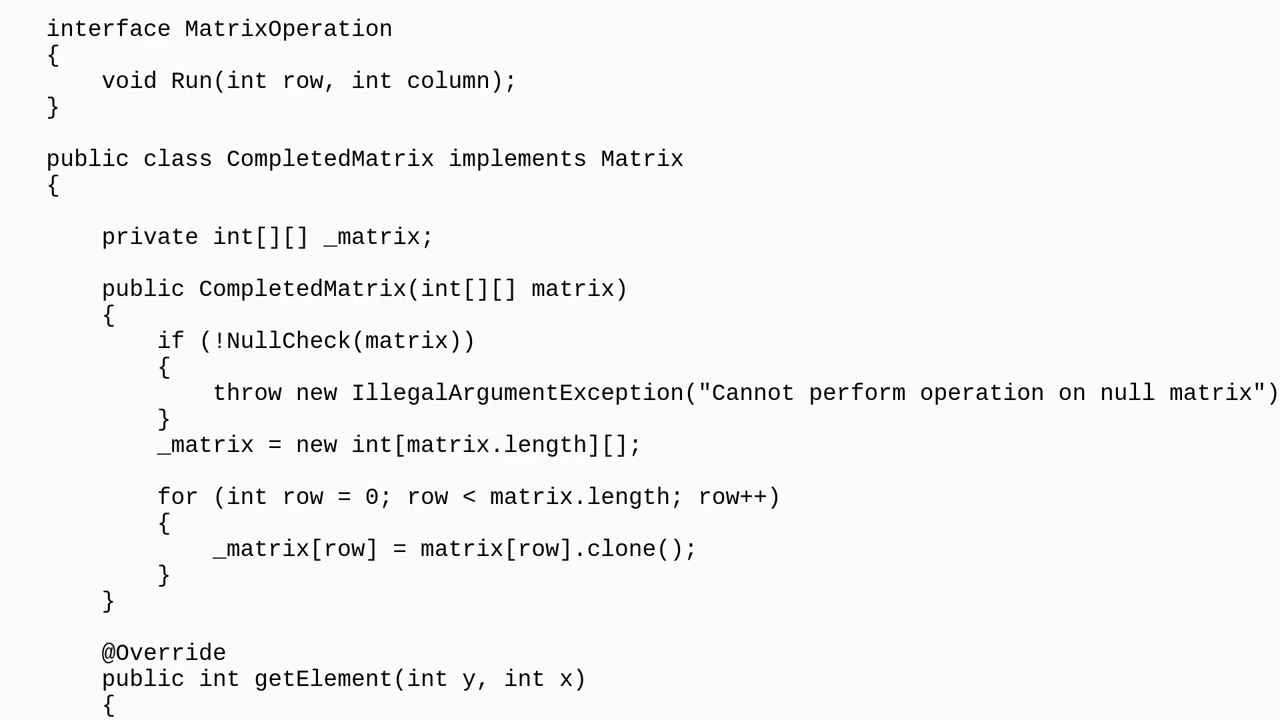 interface MatrixOperation
{
    void Run(int row, int column);
}

public class CompletedMatrix implements Matrix
{

    private int[][] _matrix;

    public CompletedMatrix(int[][] matrix)
    {
        if (!NullCheck(matrix))
        {
            throw new IllegalArgumentException("Cannot perform operation on null matrix")
        }
        _matrix = new int[matrix.length][];

        for (int row = 0; row < matrix.length; row++)
        {
            _matrix[row] = matrix[row].clone();
        }
    }

    @Override
    public int getElement(int y, int x)
    {